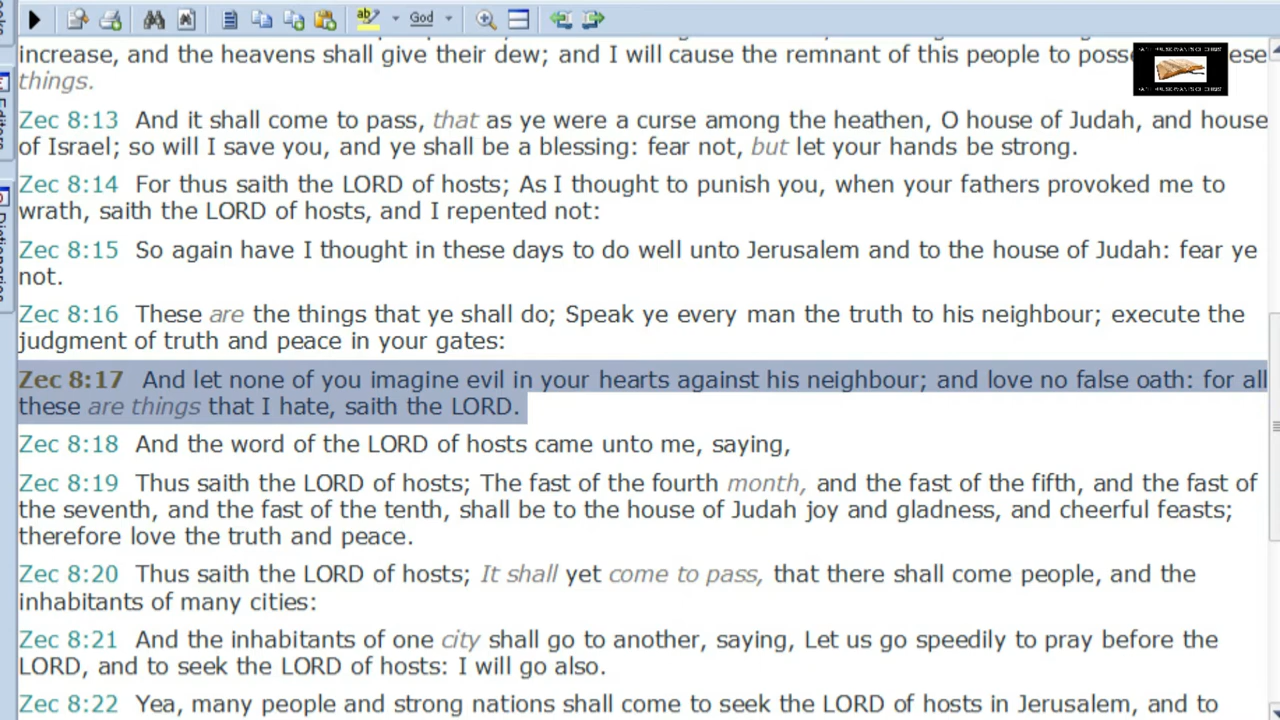 God
increase, and the heavens shall give their dew; and I will cause the remnant of this people to
things.
Zec 8:13 And it shall come to pass, that as ye were a curse among the heathen, O house of Judah, and house
of Israel; so will I save you, and ye shall be a blessing: fear not, but let your hands be strong.
Zec 8:14 For thus saith the LORD of hosts; As I thought to punish you, when your fathers provoked me to
wrath, saith the LORD of hosts, and I repented not:
Zec 8:15 So again have I thought in these days to do well unto Jerusalem and to the house of Judah: fear ye
not.
Zec 8:16 These are the things that ye shall do; Speak ye every man the truth to his neighbour; execute the
judgment of truth and peace in your gates:
Zec 8:17 And let none of you imagine evil in your hearts against his neighbour; and love no false oath: for all
these are things that I hate, saith the LORD.
Zec 8:18 And the word of the LORD of hosts came unto me, saying,
Zec 8:19 Thus saith the LORD of hosts; The fast of the fourth month, and the fast of the fifth, and the fast of
the seventh, and the fast of the tenth, shall be to the house of Judah joy and gladness, and cheerful feasts;
therefore love the truth and peace.
Zec 8:20 Thus saith the LORD of hosts; It shall yet come to pass, that there shall come people, and the
inhabitants of many cities:
Zec 8:21 And the inhabitants of one city shall go to another, saying, Let us go speedily to pray before the
LORD, and to seek the LORD of hosts: I will go also.
Zec 8:22 Yea, many people and strong nations shall come to seek the LORD of hosts in Jerusalem, and to
Editors
Dictionaries